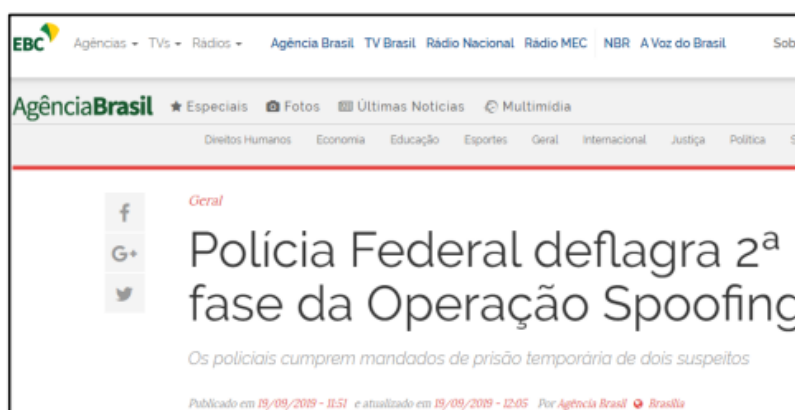 EBC Agências TVs Rádios Agência Brasil TV Brasil Rádio Nacional Rádio MEC NBR A Voz do Brasil Sob
AgênciaBrasil Especiais Fotos Últimas Notícias Multimídia
Direitos Humanos Economia Educação Esportes Geral Internacional Justiça Política S
f
G+
Geral
Polícia Federal deflagra 2ª
fase da Operação Spoofing
Os policiais cumprem mandados de prisão temporária de dois suspeitos
Publicado em 19/09/2019 - 11:51 e atualizado em 19/09/2019 - 12:05 Por Agência Brasil Brasília